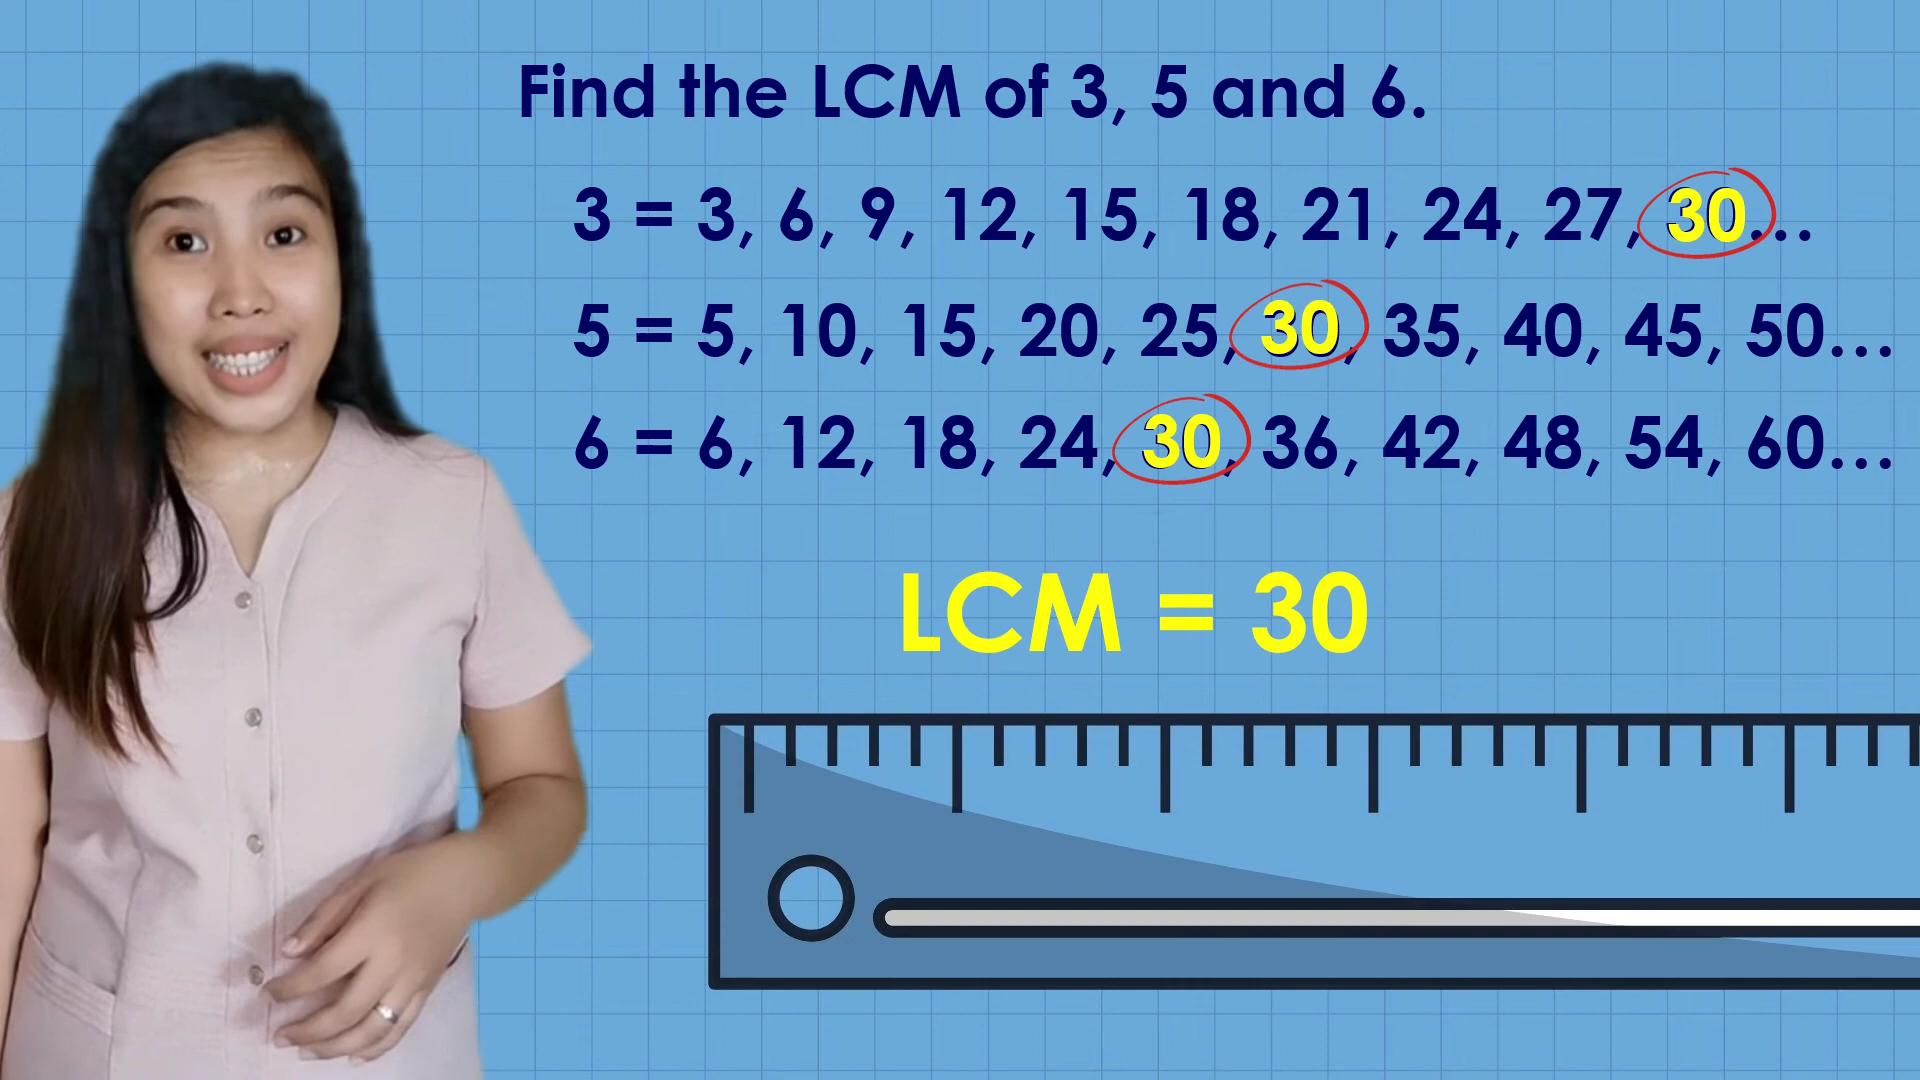 Find the LCM of 3, 5 and 6.
3 = 3, 6, 9, 12, 15, 18, 21, 24, 27, 30...
5 = 5, 10, 15, 20, 25, 30, 35, 40, 45, 50...
6 = 6, 12, 18, 24, 30, 36, 42, 48, 54, 60...
LCM = 30